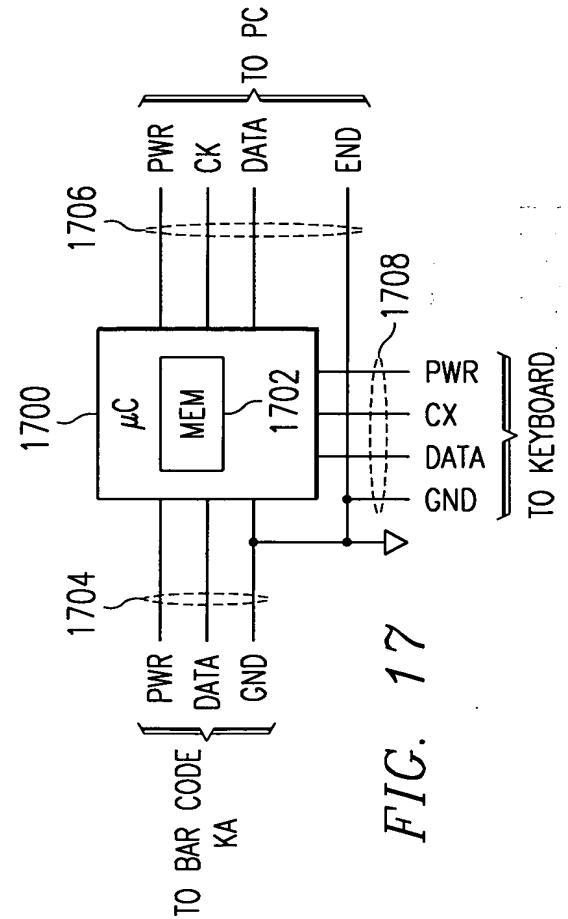 1700
μC
MEM
1702
1704
PWR
DATA
GND
TO BAR CODE
KA
1706
PWR
CK
DATA
END
TO PC
1708
PWR
CX
DATA
GND
TO KEYBOARD
FIG. 17